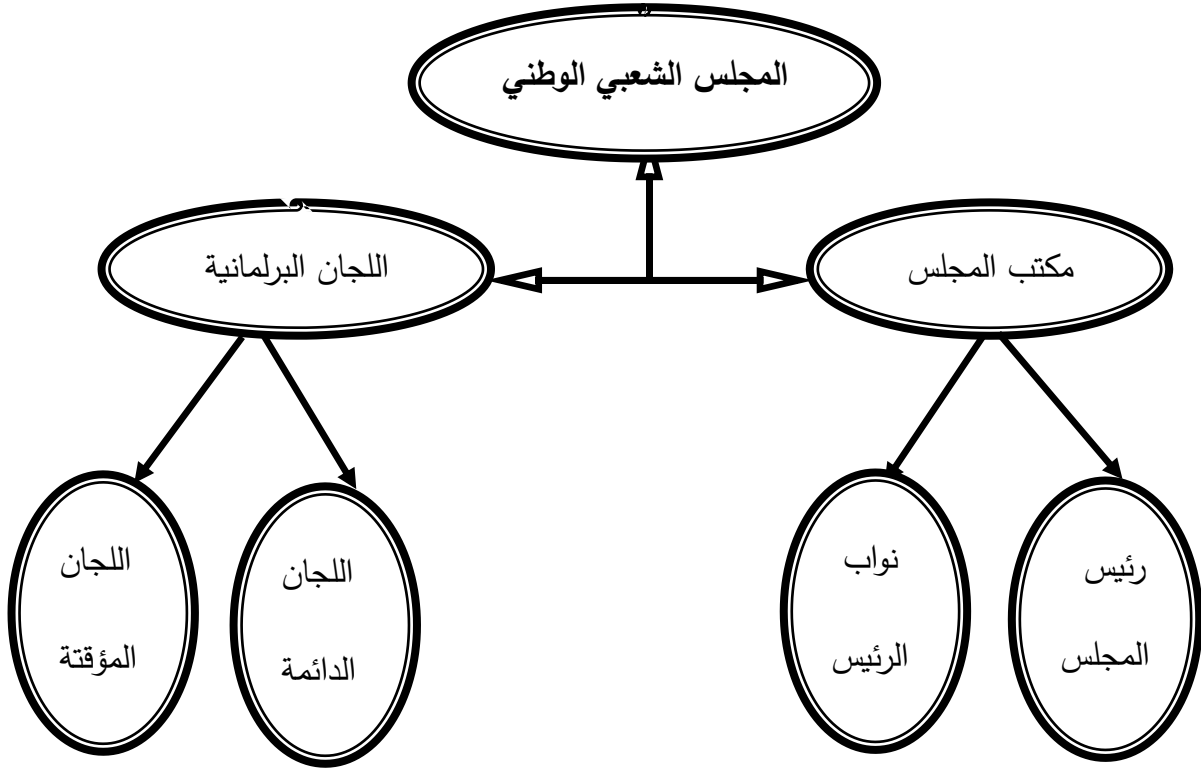 المجلس الشعبي الوطني
مكتب المجلس
اللجان البرلمانية
رئيس
المجلس
نواب
الرئيس
اللجان
الدائمة
اللجان
المؤقتة